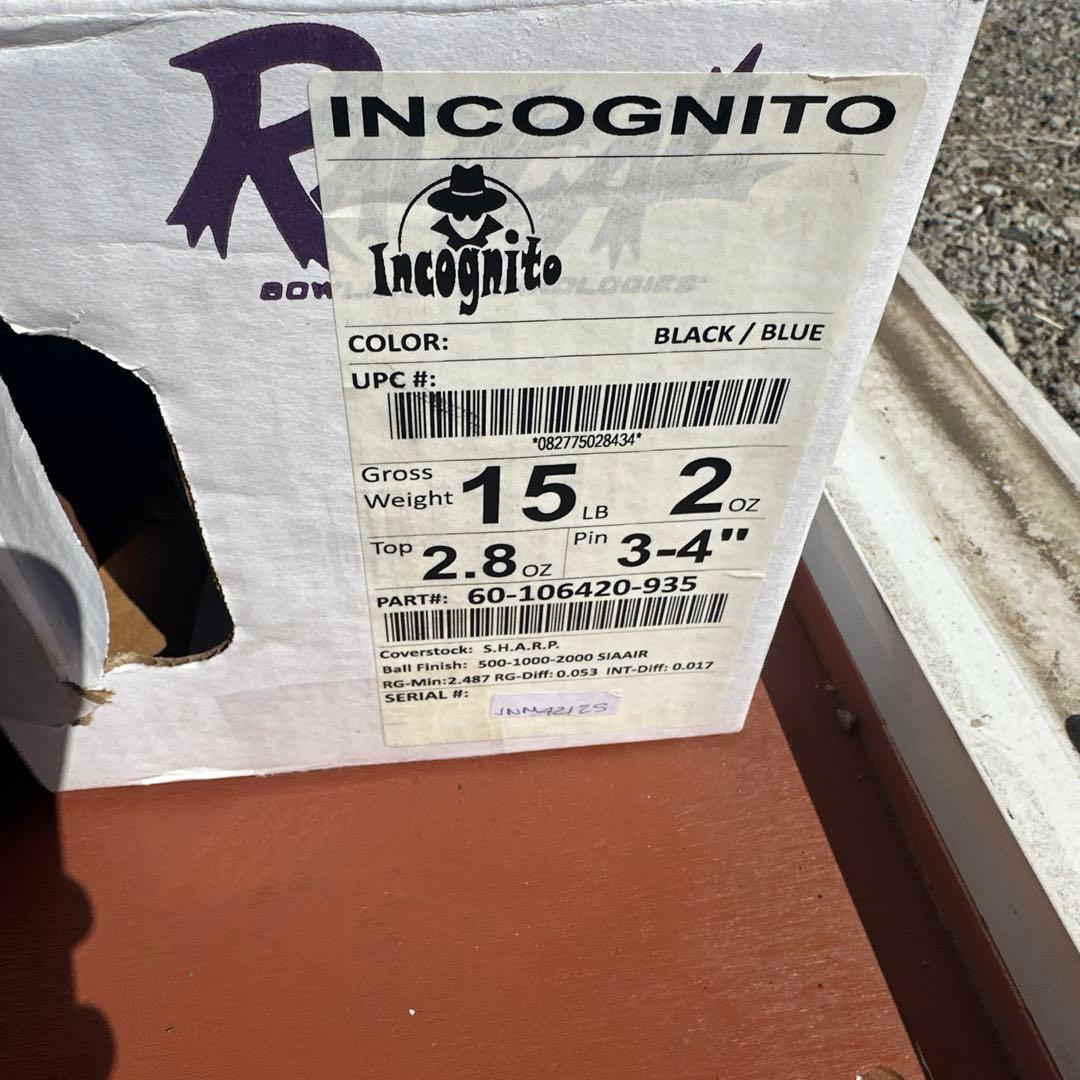 INCOGNITO
Incognito
COLOR: BLACK / BLUE
UPC #:
*082775028434*
Gross Weight 15 LB 2 OZ
Top 2.8 OZ Pin 3-4"
PART#: 60-106420-935
Coverstock: S.H.A.R.P.
Ball Finish: 500-1000-2000 SIAAIR
RG-Min:2.487 RG-Diff: 0.053 INT-Diff: 0.017
SERIAL #: